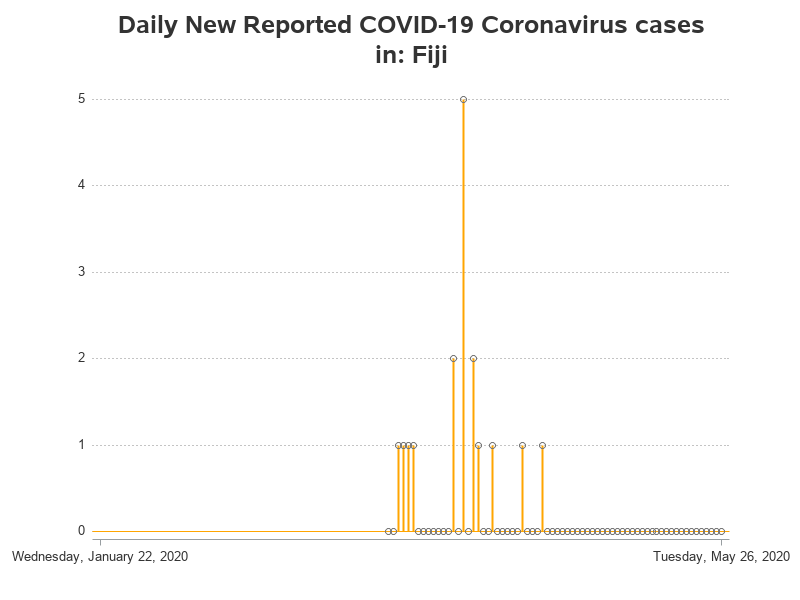 Daily New Reported COVID-19 Coronavirus cases
in: Fiji
5
4
3
2
1
0
Wednesday, January 22, 2020
Tuesday, May 26, 2020